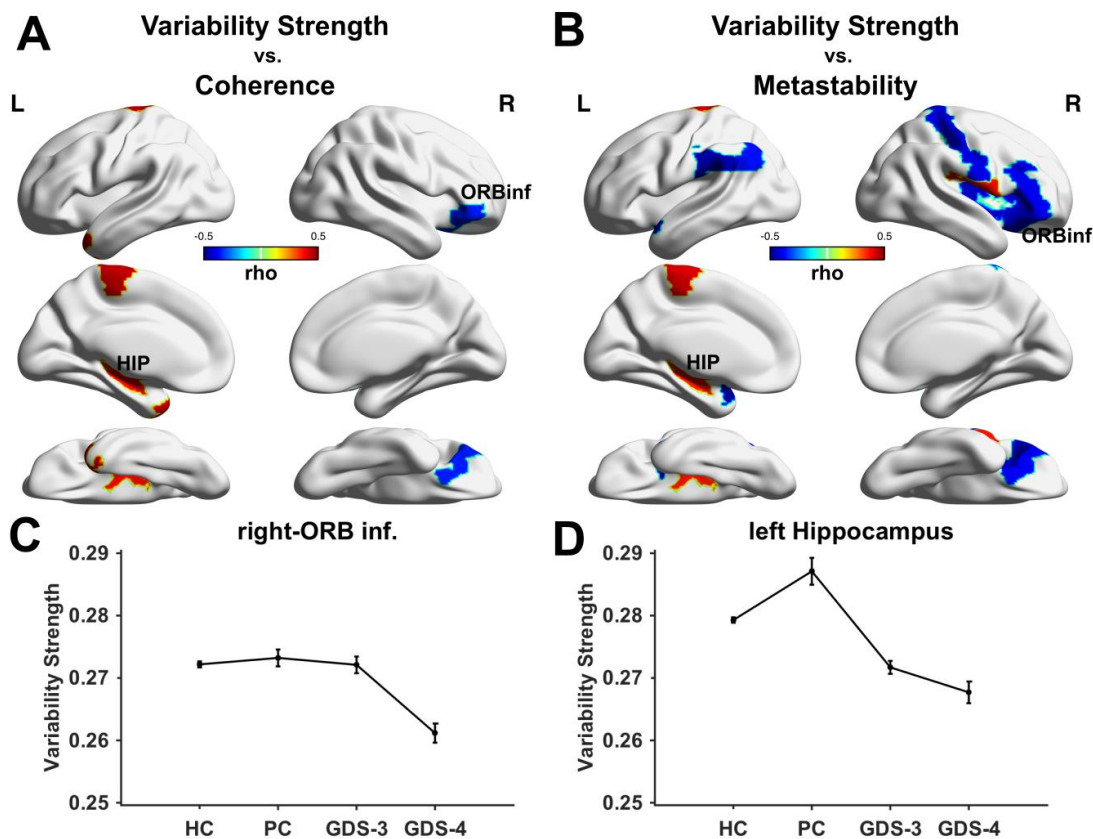 A
Variability Strength
vs.
Coherence
L
R
ORBinf
-0.5
0.5
rho
HIP
B
Variability Strength
vs.
Metastability
L
R
ORBinf
-0.5
0.5
rho
HIP
C
right-ORB inf.
Variability Strength
0.29
0.28
0.27
0.26
0.25
HC PC GDS-3 GDS-4
D
left Hippocampus
Variability Strength
0.29
0.28
0.27
0.26
0.25
HC PC GDS-3 GDS-4